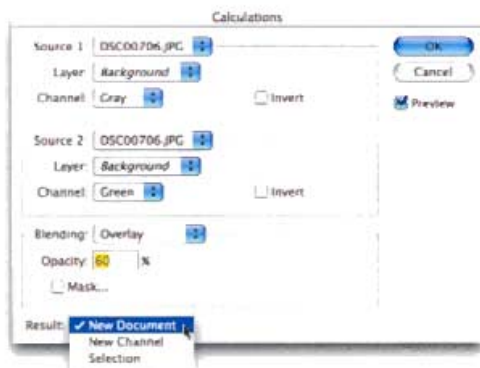 Calculations
Source 1 DSC00706.JPG
OK
Layer: Background
Cancel
Channel: Gray
Invert
Preview
Source 2 DSC00706.JPG
Layer: Background
Channel: Green
Invert
Blending: Overlay
Opacity: 60 %
Mask...
Result: ✓ New Document
New Channel
Selection